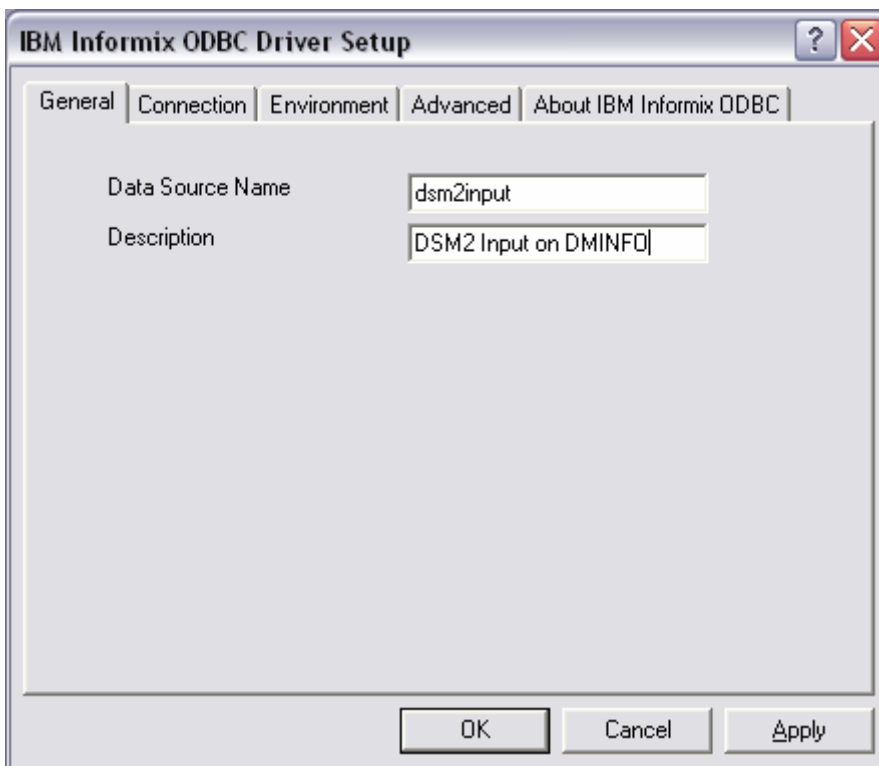 IBM Informix ODBC Driver Setup
?
General Connection Environment Advanced About IBM Informix ODBC
Data Source Name dsm2input
Description DSM2 Input on DMINFO
OK Cancel Apply